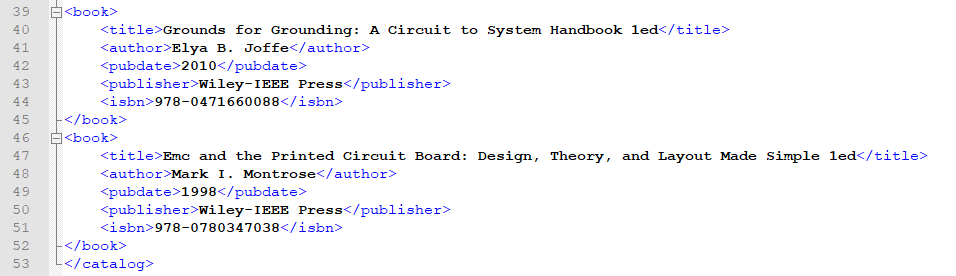 39 <book>
40 <title>Grounds for Grounding: A Circuit to System Handbook 1ed</title>
41 <author>Elya B. Joffe</author>
42 <pubdate>2010</pubdate>
43 <publisher>Wiley-IEEE Press</publisher>
44 <isbn>978-0471660088</isbn>
45 </book>
46 <book>
47 <title>Emc and the Printed Circuit Board: Design, Theory, and Layout Made Simple 1ed</title>
48 <author>Mark I. Montrose</author>
49 <pubdate>1998</pubdate>
50 <publisher>Wiley-IEEE Press</publisher>
51 <isbn>978-0780347038</isbn>
52 </book>
53 </catalog>